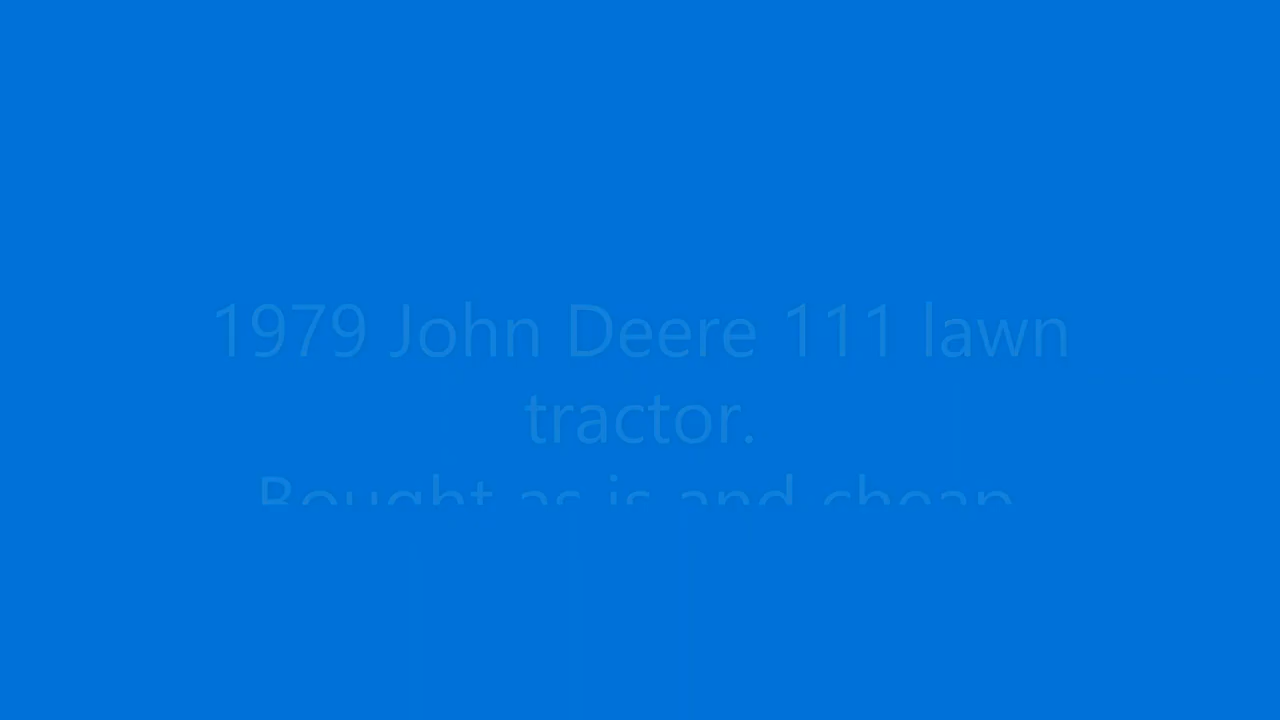 1979 John Deere 111 lawn
tractor.
Bought as is and cheap